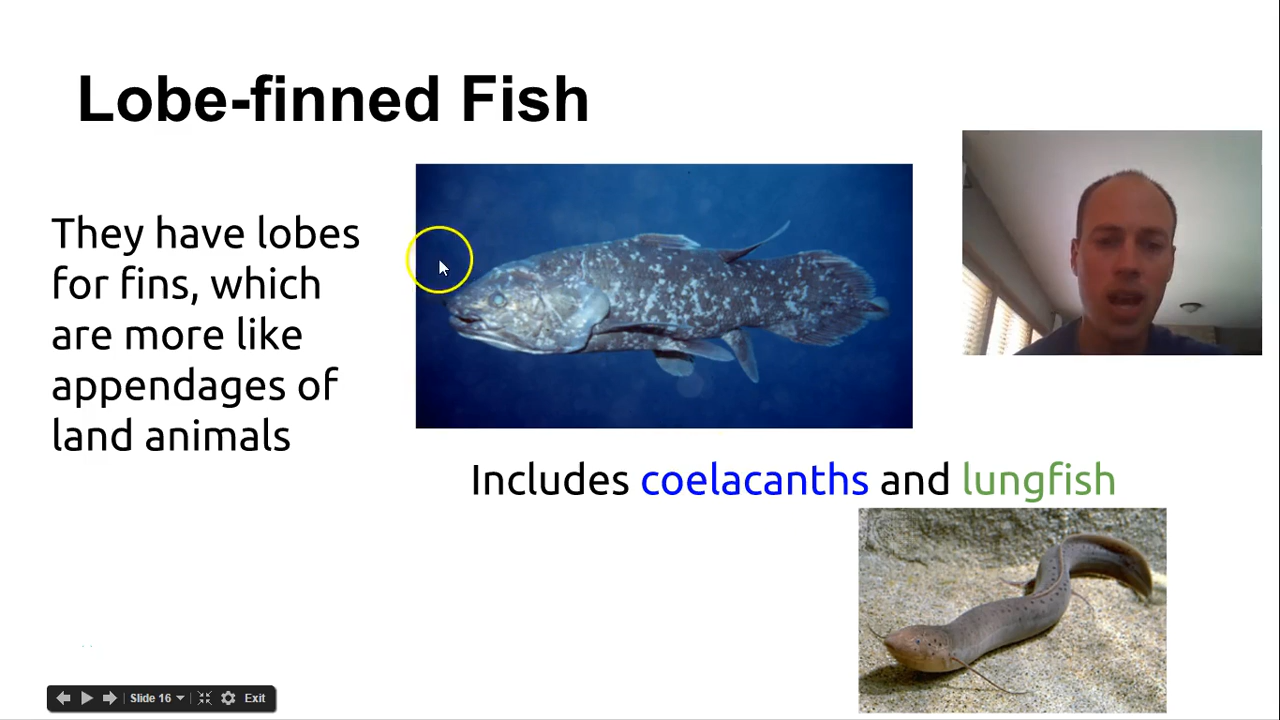 Lobe-finned Fish
They have lobes
for fins, which
are more like
appendages of
land animals
Includes coelacanths and lungfish
Slide 16
Exit